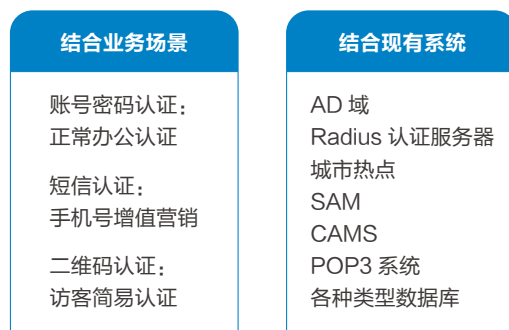 结合业务场景
账号密码认证：
正常办公认证
短信认证：
手机号增值营销
二维码认证：
访客简易认证
结合现有系统
AD 域
Radius 认证服务器
城市热点
SAM
CAMS
POP3 系统
各种类型数据库